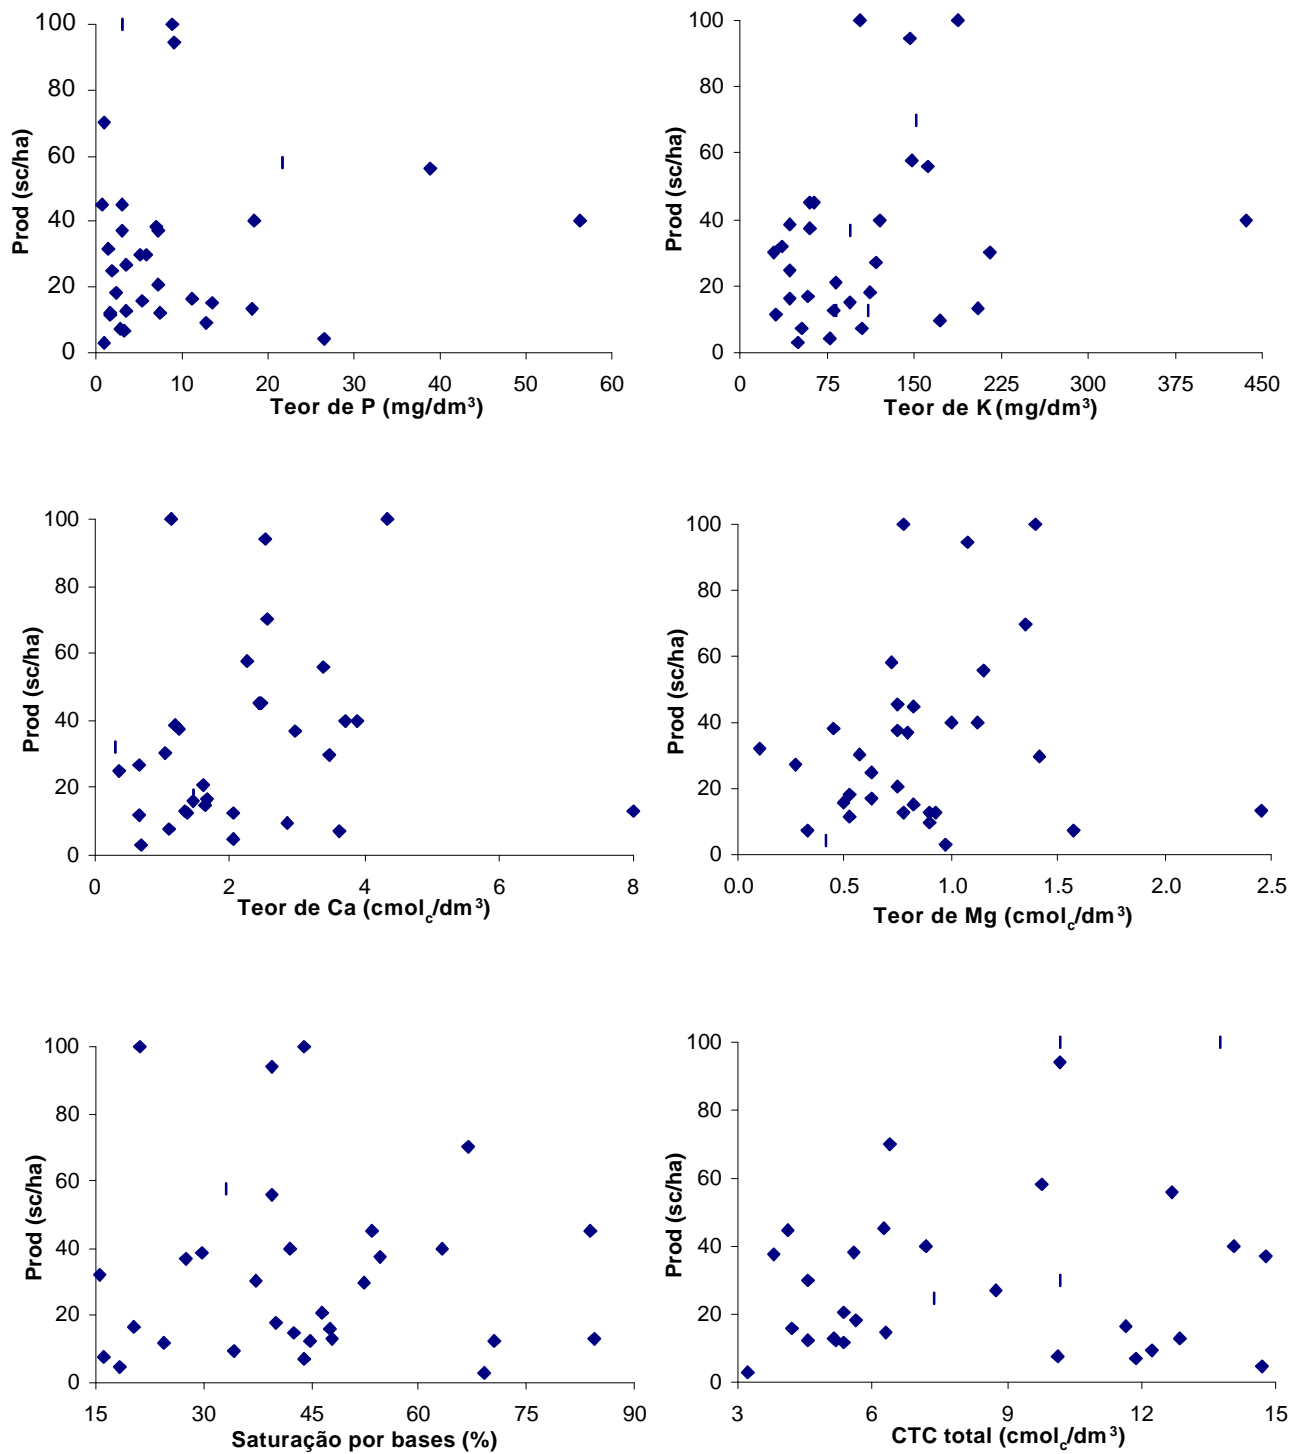 100
80
60
40
20
0
Prod (sc/ha)
0 10 20 30 40 50 60
Teor de P (mg/dm³)
100
80
60
40
20
0
Prod (sc/ha)
0 75 150 225 300 375 450
Teor de K (mg/dm³)
100
80
60
40
20
0
Prod (sc/ha)
0 2 4 6 8
Teor de Ca (cmolc/dm³)
100
80
60
40
20
0
Prod (sc/ha)
0.0 0.5 1.0 1.5 2.0 2.5
Teor de Mg (cmolc/dm³)
100
80
60
40
20
0
Prod (sc/ha)
15 30 45 60 75 90
Saturação por bases (%)
100
80
60
40
20
0
Prod (sc/ha)
3 6 9 12 15
CTC total (cmolc/dm³)